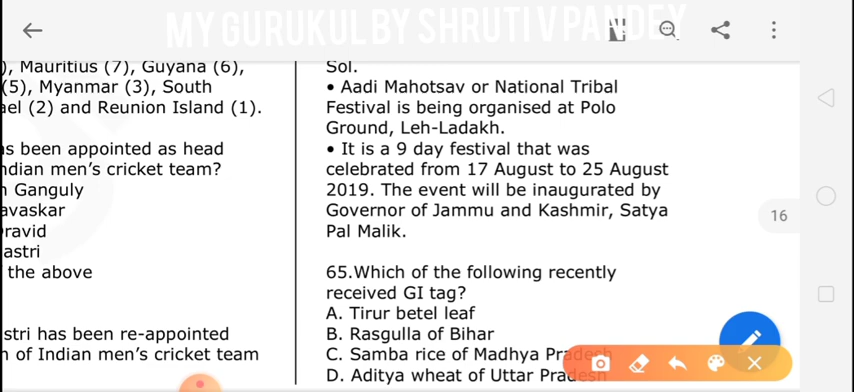 MY GURUKUL BY SHRUTI V PANDEY
), Mauritius (7), Guyana (6),
(5), Myanmar (3), South
ael (2) and Reunion Island (1).
as been appointed as head
ndian men's cricket team?
n Ganguly
avaskar
ravid
astri
the above
stri has been re-appointed
n of Indian men's cricket team
Sol.
• Aadi Mahotsav or National Tribal
Festival is being organised at Polo
Ground, Leh-Ladakh.
• It is a 9 day festival that was
celebrated from 17 August to 25 August
2019. The event will be inaugurated by
Governor of Jammu and Kashmir, Satya
Pal Malik.
65.Which of the following recently
received GI tag?
A. Tirur betel leaf
B. Rasgulla of Bihar
C. Samba rice of Madhya Pradesh
D. Aditya wheat of Uttar Pradesh
16